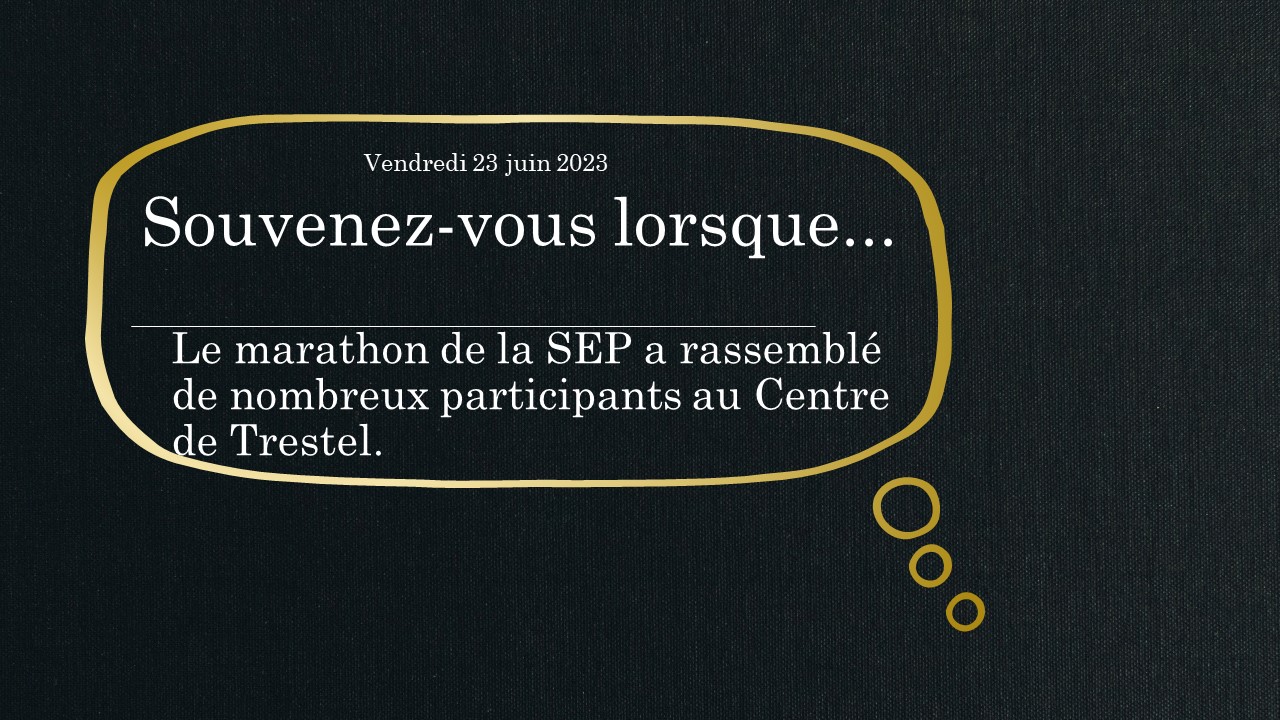 Vendredi 23 juin 2023
Souvenez-vous lorsque...
Le marathon de la SEP a rassemblé
de nombreux participants au Centre
de Trestel.